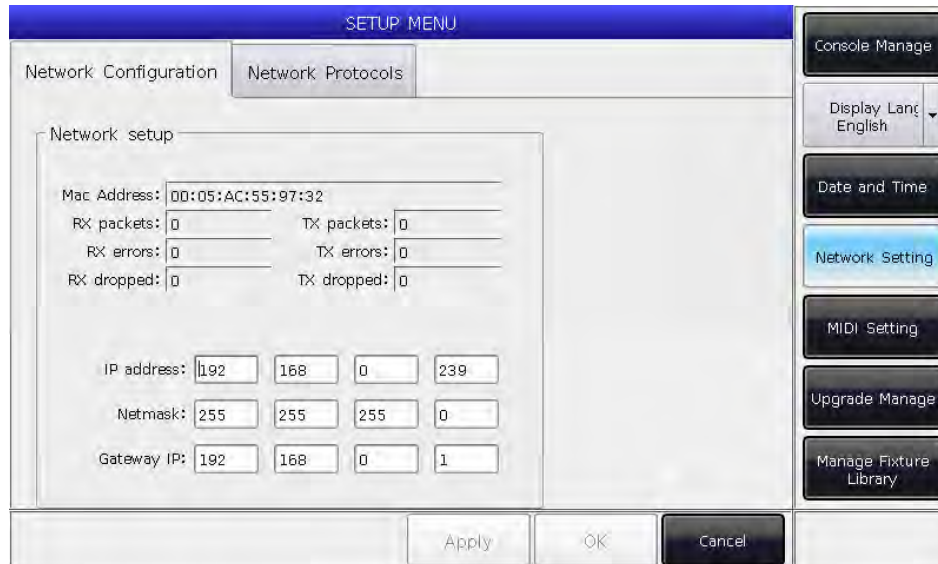 SETUP MENU
Network Configuration
Network Protocols
Network setup
Mac Address: 00:05:AC:55:97:32
RX packets: 0 TX packets: 0
RX errors: 0 TX errors: 0
RX dropped: 0 TX dropped: 0
IP address: 192 168 0 239
Netmask: 255 255 255 0
Gateway IP: 192 168 0 1
Apply OK Cancel
Console Manage
Display Lang
English
Date and Time
Network Setting
MIDI Setting
Upgrade Manage
Manage Fixture
Library